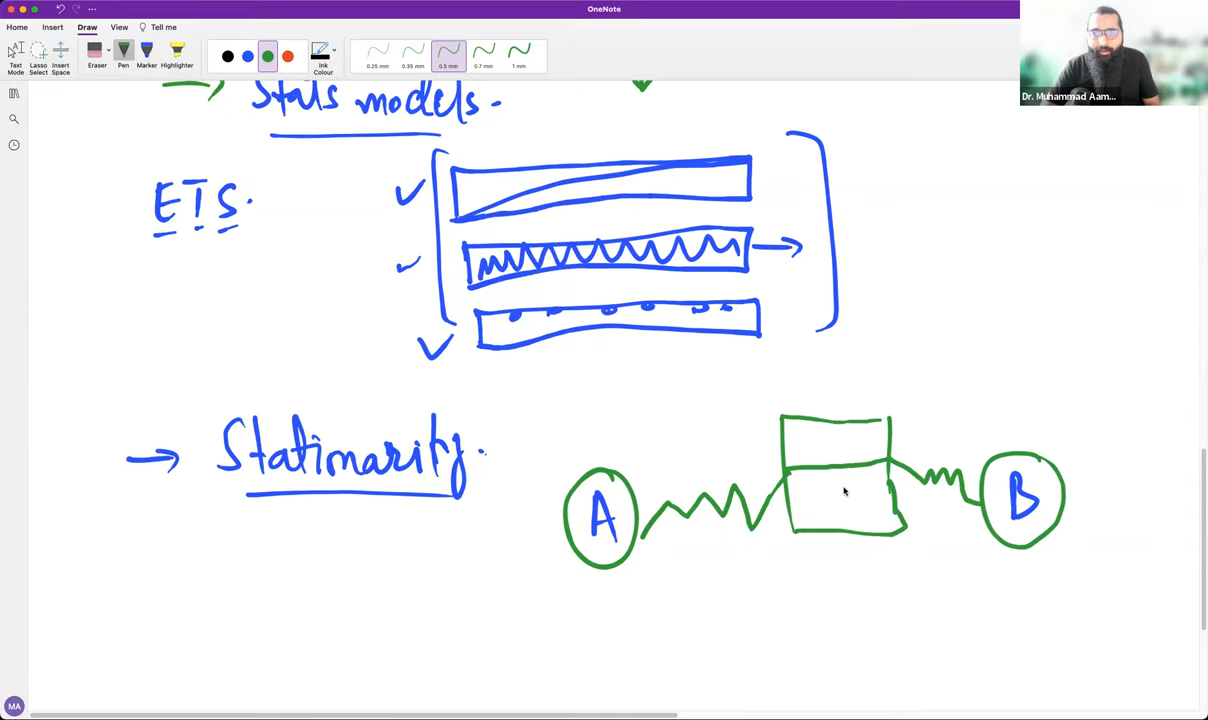 OneNote
Home Insert Draw View Tell me
Text Mode
Lasso Select
Insert Space
Eraser
Pen
Marker
Highlighter
Ink Colour
0.25 mm
0.35 mm
0.5 mm
0.7 mm
1 mm
Dr. Muhammad Aam...
Stats models.
ETS.
Stationarity.
A
B
MA